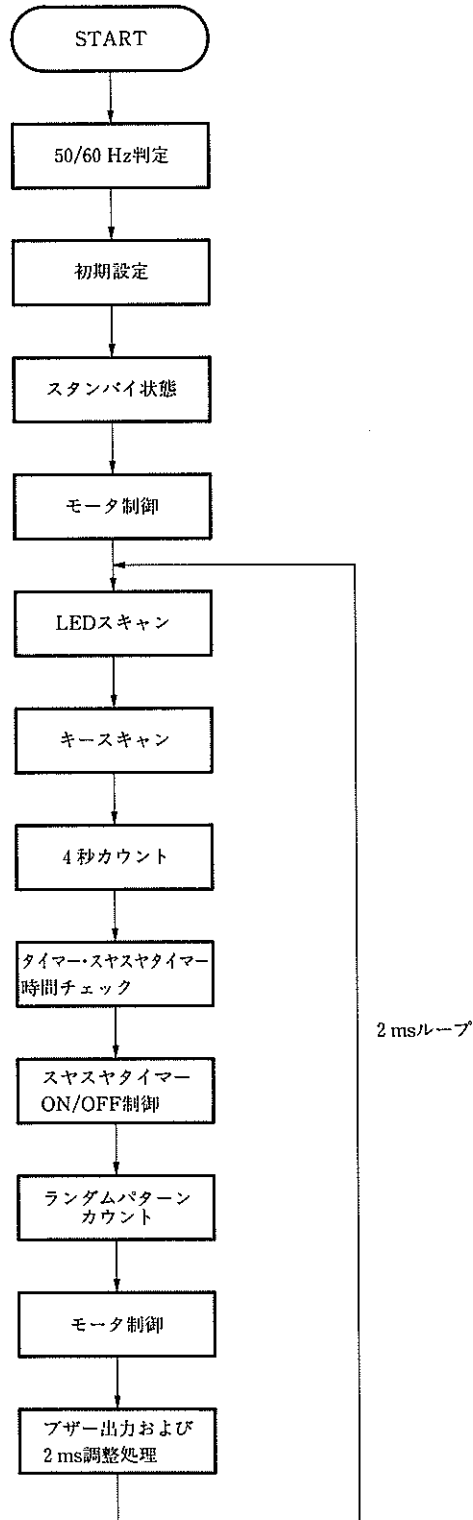 START
50/60 Hz判定
初期設定
スタンバイ状態
モータ制御
LEDスキャン
キースキャン
4秒カウント
タイマー・スヤスヤタイマー
時間チェック
スヤスヤタイマー
ON/OFF制御
ランダムパターン
カウント
モータ制御
ブザー出力および
2 ms調整処理
2 msループ